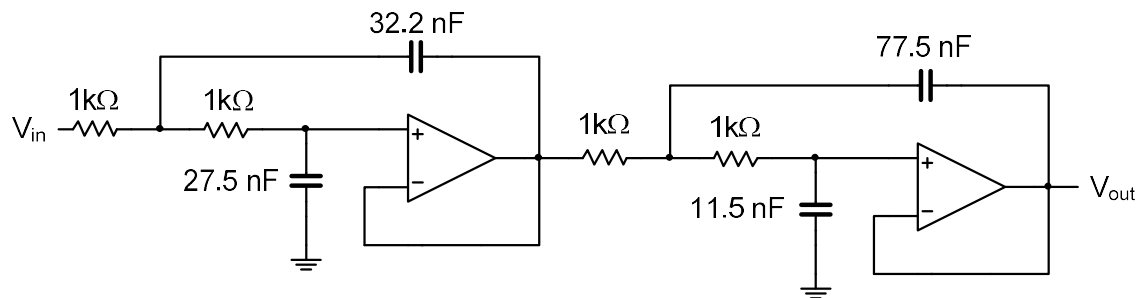 32.2 nF
77.5 nF
1kΩ
1kΩ
V_in
+
−
27.5 nF
1kΩ
1kΩ
+
−
11.5 nF
V_out